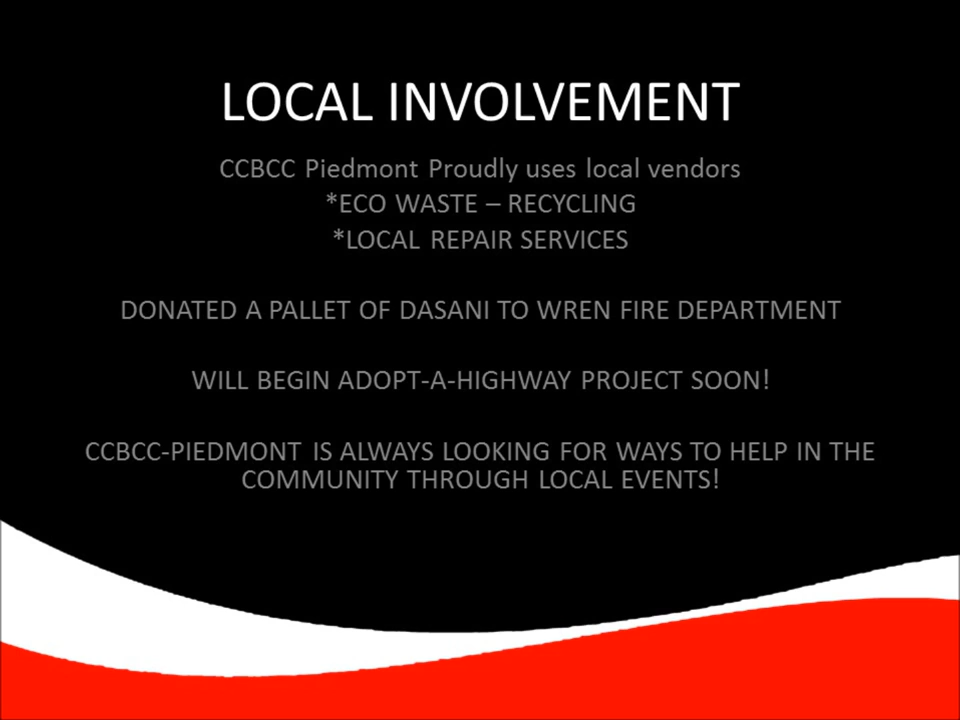 LOCAL INVOLVEMENT
CCBCC Piedmont Proudly uses local vendors
*ECO WASTE – RECYCLING
*LOCAL REPAIR SERVICES
DONATED A PALLET OF DASANI TO WREN FIRE DEPARTMENT
WILL BEGIN ADOPT-A-HIGHWAY PROJECT SOON!
CCBCC-PIEDMONT IS ALWAYS LOOKING FOR WAYS TO HELP IN THE
COMMUNITY THROUGH LOCAL EVENTS!